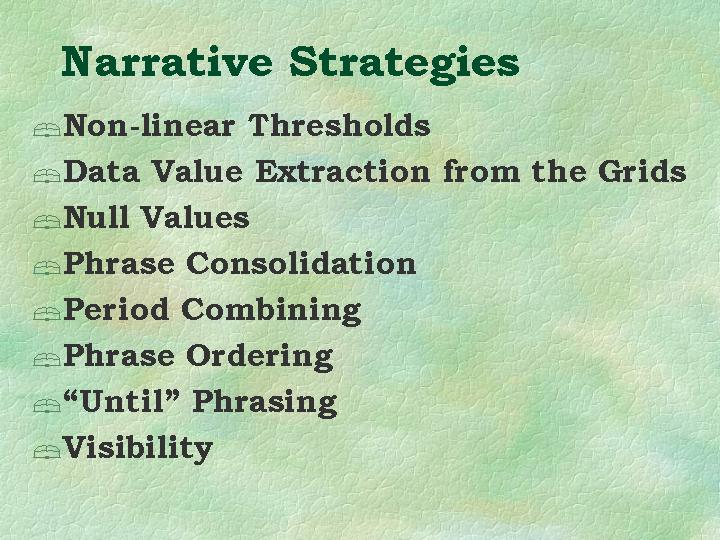 Narrative Strategies
Non-linear Thresholds
Data Value Extraction from the Grids
Null Values
Phrase Consolidation
Period Combining
Phrase Ordering
“Until” Phrasing
Visibility